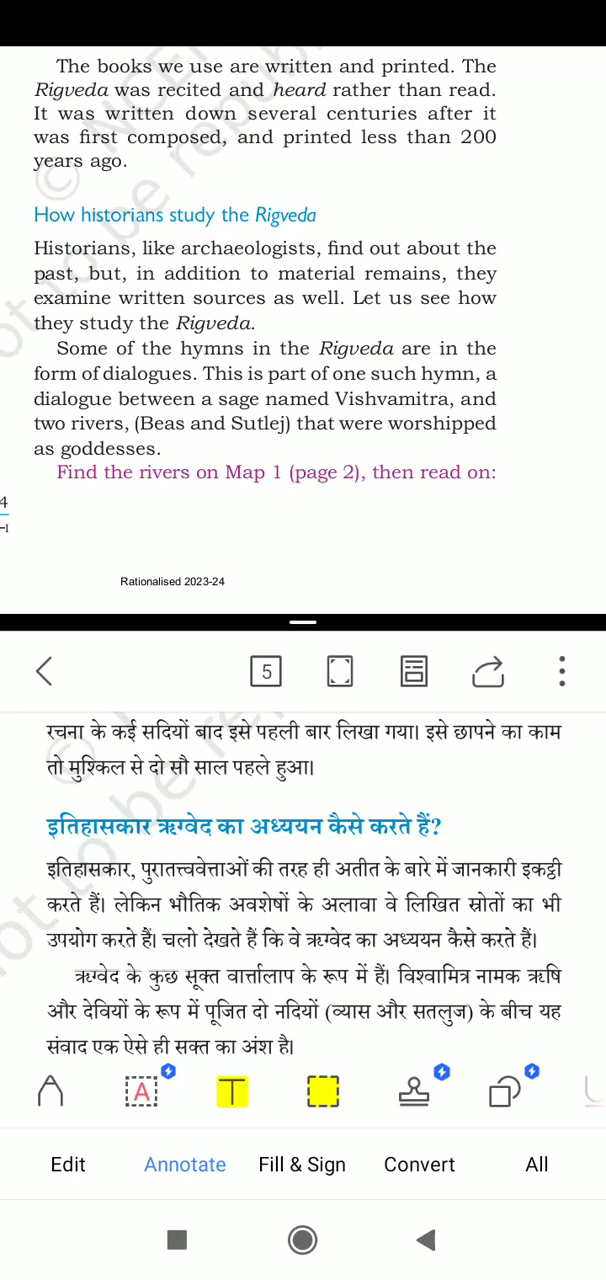 The books we use are written and printed. The
Rigveda was recited and heard rather than read.
It was written down several centuries after it
was first composed, and printed less than 200
years ago.
How historians study the Rigveda
Historians, like archaeologists, find out about the
past, but, in addition to material remains, they
examine written sources as well. Let us see how
they study the Rigveda.
Some of the hymns in the Rigveda are in the
form of dialogues. This is part of one such hymn, a
dialogue between a sage named Vishvamitra, and
two rivers, (Beas and Sutlej) that were worshipped
as goddesses.
Find the rivers on Map 1 (page 2), then read on:
4
–I
Rationalised 2023-24
5
रचना के कई सदियों बाद इसे पहली बार लिखा गया। इसे छापने का काम
तो मुश्किल से दो सौ साल पहले हुआ।
इतिहासकार ऋग्वेद का अध्ययन कैसे करते हैं?
इतिहासकार, पुरातत्त्ववेत्ताओं की तरह ही अतीत के बारे में जानकारी इकट्ठी
करते हैं। लेकिन भौतिक अवशेषों के अलावा वे लिखित स्रोतों का भी
उपयोग करते हैं। चलो देखते हैं कि वे ऋग्वेद का अध्ययन कैसे करते हैं।
ऋग्वेद के कुछ सूक्त वार्त्तालाप के रूप में हैं। विश्वामित्र नामक ऋषि
और देवियों के रूप में पूजित दो नदियों (व्यास और सतलुज) के बीच यह
संवाद एक ऐसे ही सूक्त का अंश है।
A
T
Edit
Annotate
Fill & Sign
Convert
All